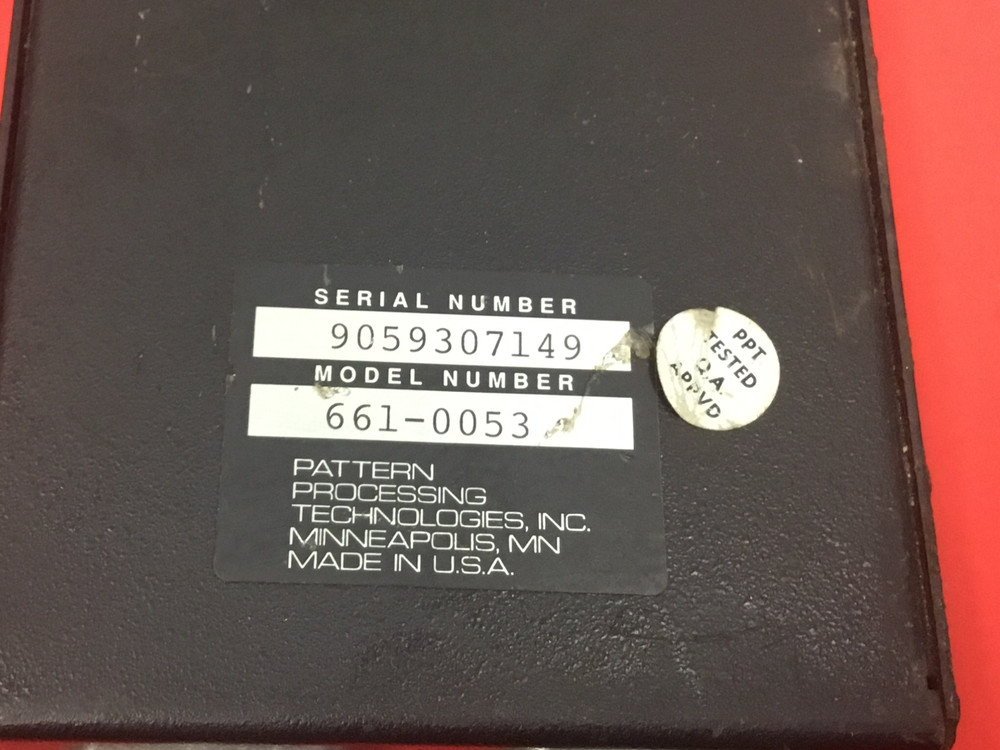 SERIAL NUMBER
9059307149
MODEL NUMBER
661-0053
PATTERN
PROCESSING
TECHNOLOGIES, INC.
MINNEAPOLIS, MN
MADE IN U.S.A.
PPT
TESTED
Q.A.
APPVD